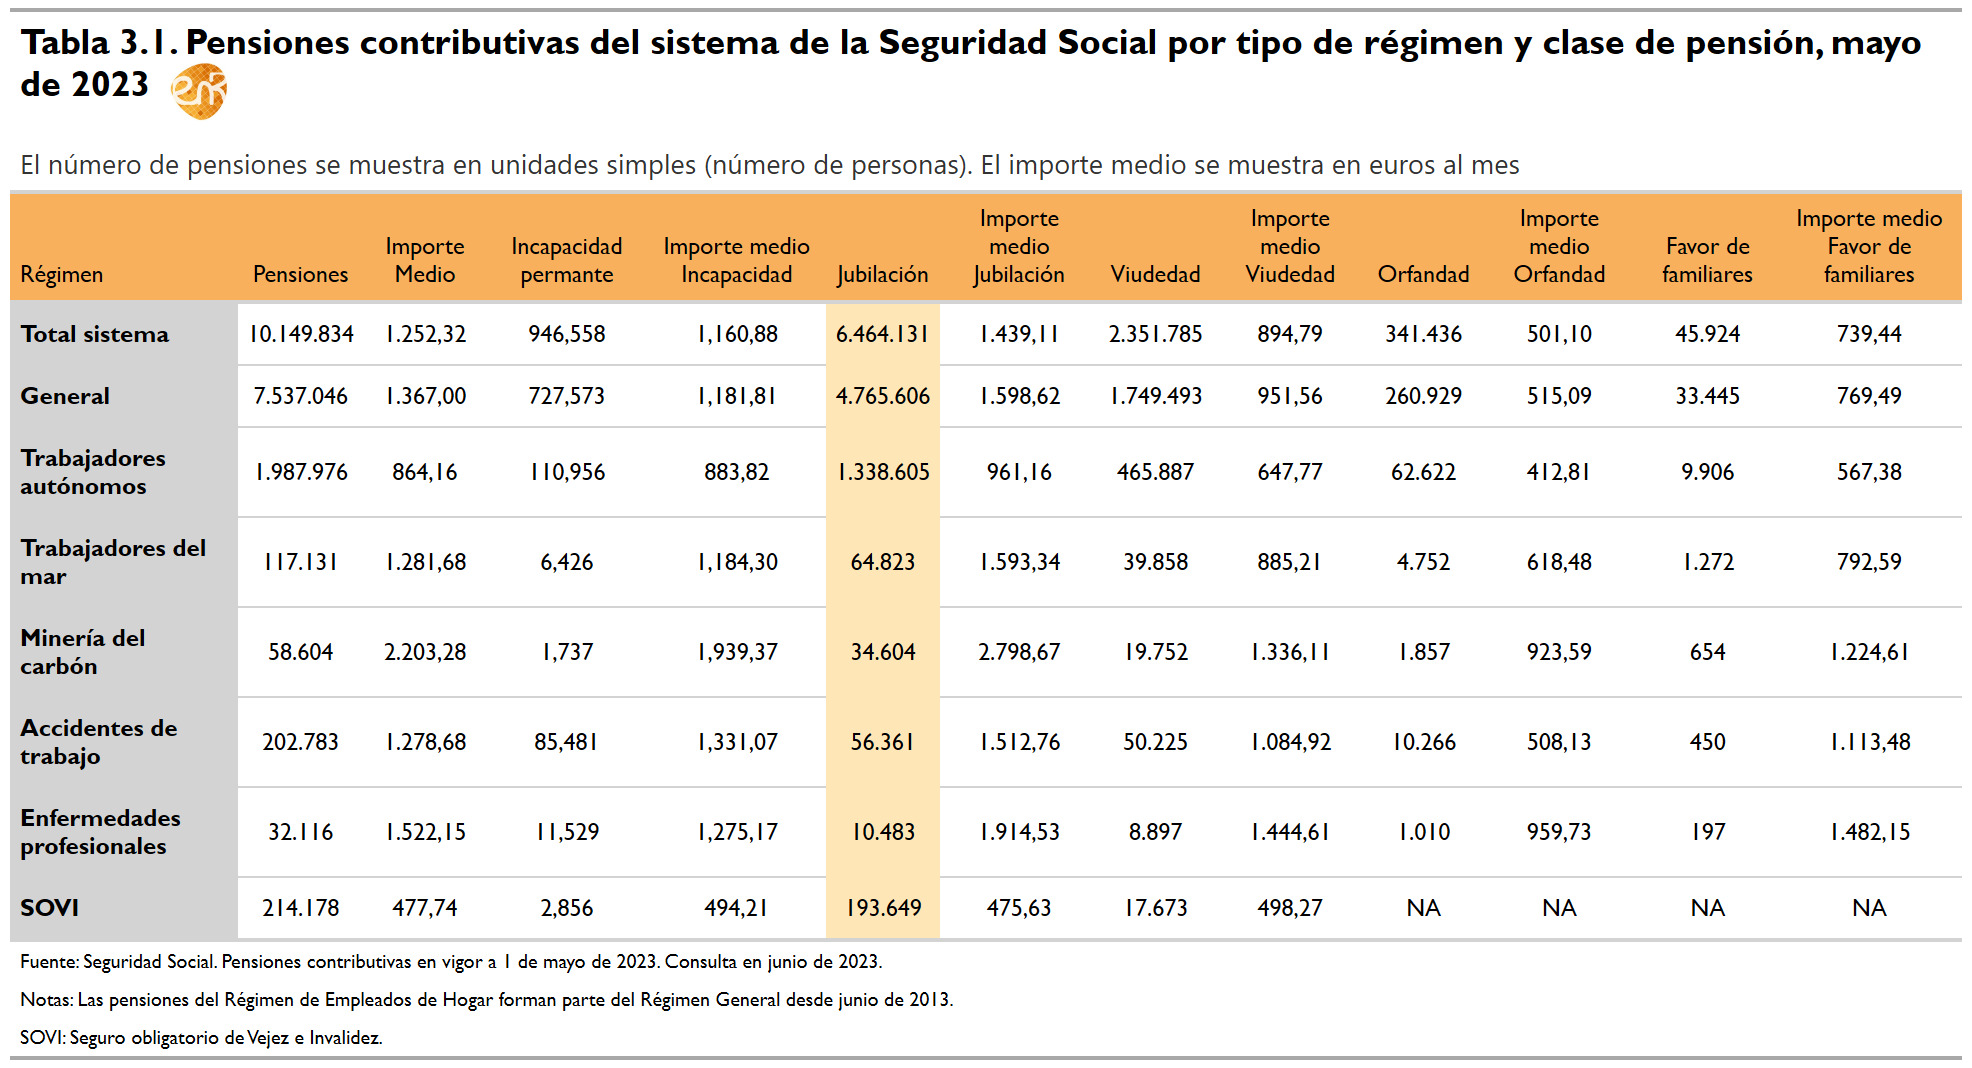 Tabla 3.1. Pensiones contributivas del sistema de la Seguridad Social por tipo de régimen y clase de pensión, mayo
de 2023
enR
El número de pensiones se muestra en unidades simples (número de personas). El importe medio se muestra en euros al mes
Régimen Pensiones Importe Medio Incapacidad permante Importe medio Incapacidad Jubilación Importe medio Jubilación Viudedad Importe medio Viudedad Orfandad Importe medio Orfandad Favor de familiares Importe medio Favor de familiares
Total sistema 10.149.834 1.252,32 946,558 1,160,88 6.464.131 1.439,11 2.351.785 894,79 341.436 501,10 45.924 739,44
General 7.537.046 1.367,00 727,573 1,181,81 4.765.606 1.598,62 1.749.493 951,56 260.929 515,09 33.445 769,49
Trabajadores autónomos 1.987.976 864,16 110,956 883,82 1.338.605 961,16 465.887 647,77 62.622 412,81 9.906 567,38
Trabajadores del mar 117.131 1.281,68 6,426 1,184,30 64.823 1.593,34 39.858 885,21 4.752 618,48 1.272 792,59
Minería del carbón 58.604 2.203,28 1,737 1,939,37 34.604 2.798,67 19.752 1.336,11 1.857 923,59 654 1.224,61
Accidentes de trabajo 202.783 1.278,68 85,481 1,331,07 56.361 1.512,76 50.225 1.084,92 10.266 508,13 450 1.113,48
Enfermedades profesionales 32.116 1.522,15 11,529 1,275,17 10.483 1.914,53 8.897 1.444,61 1.010 959,73 197 1.482,15
SOVI 214.178 477,74 2,856 494,21 193.649 475,63 17.673 498,27 NA NA NA NA
Fuente: Seguridad Social. Pensiones contributivas en vigor a 1 de mayo de 2023. Consulta en junio de 2023.
Notas: Las pensiones del Régimen de Empleados de Hogar forman parte del Régimen General desde junio de 2013.
SOVI: Seguro obligatorio de Vejez e Invalidez.